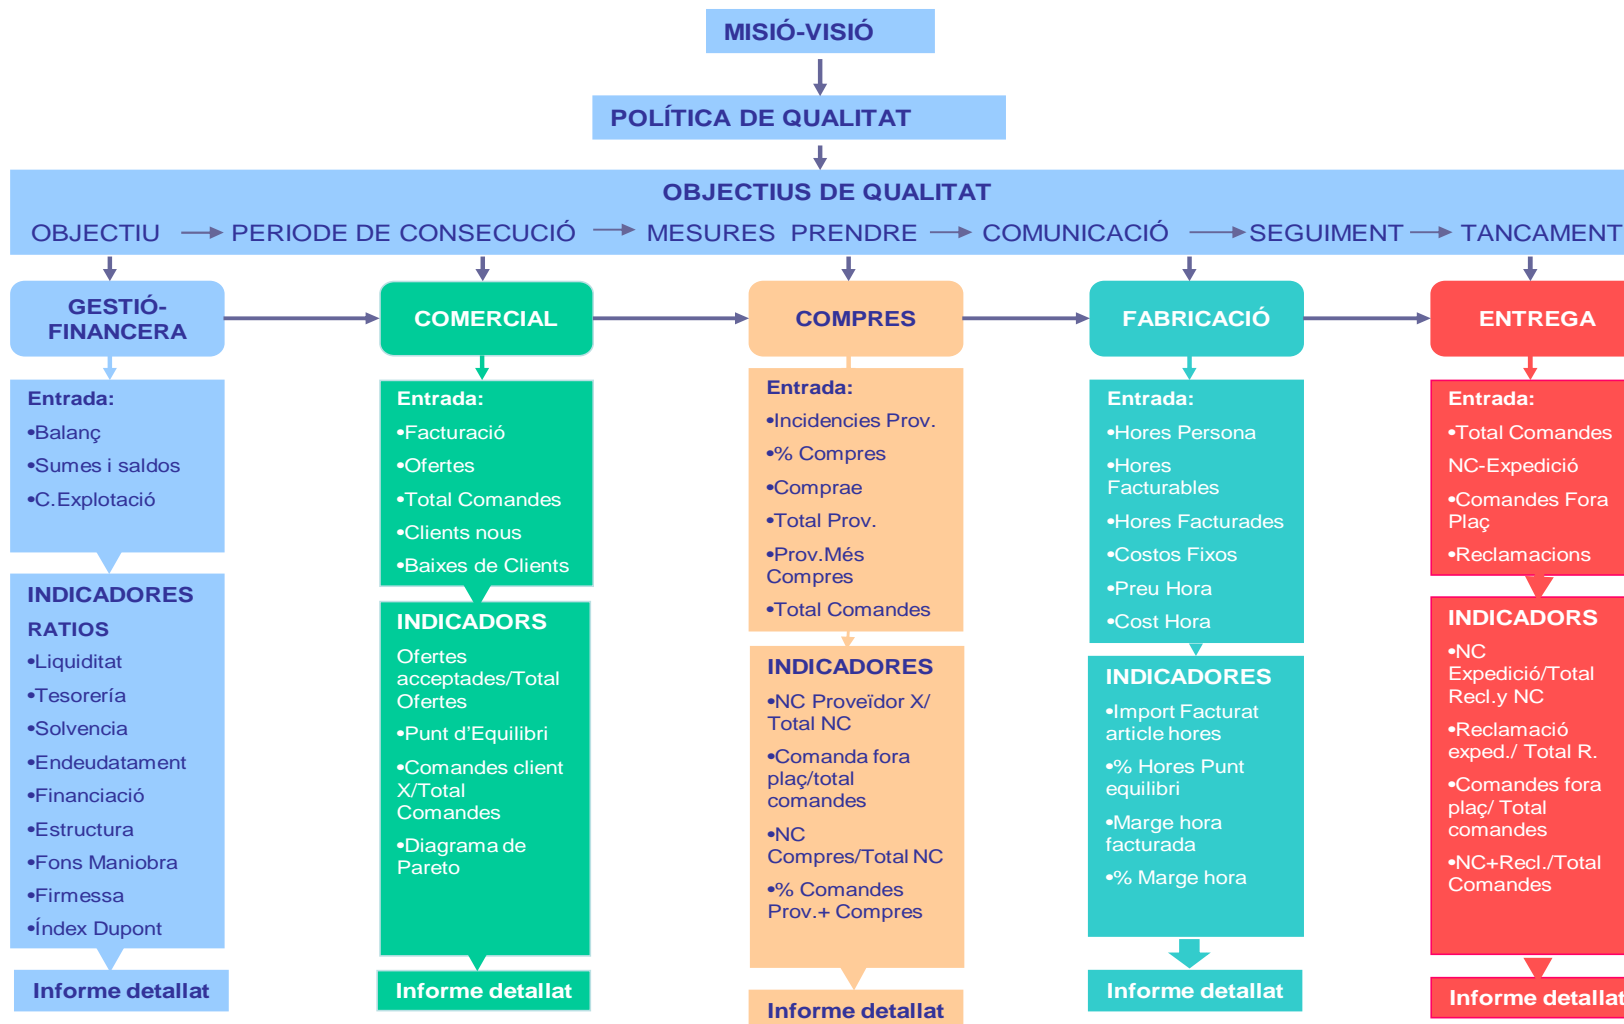 MISIÓ-VISIÓ
POLÍTICA DE QUALITAT
OBJECTIUS DE QUALITAT
OBJECTIU PERIODE DE CONSECUCIÓ MESURES PRENDRE COMUNICACIÓ SEGUIMENT TANCAMENT
GESTIÓ-
FINANCERA
Entrada:
•Balanç
•Sumes i saldos
•C.Explotació
INDICADORES
RATIOS
•Liquiditat
•Tesorería
•Solvencia
•Endeudatament
•Financiació
•Estructura
•Fons Maniobra
•Firmessa
•Índex Dupont
Informe detallat
COMERCIAL
Entrada:
•Facturació
•Ofertes
•Total Comandes
•Clients nous
•Baixes de Clients
INDICADORS
Ofertes
acceptades/Total
Ofertes
•Punt d'Equilibri
•Comandes client
X/Total
Comandes
•Diagrama de
Pareto
Informe detallat
COMPRES
Entrada:
•Incidencies Prov.
•% Compres
•Comprae
•Total Prov.
•Prov.Més
Compres
•Total Comandes
INDICADORES
•NC Proveïdor X/
Total NC
•Comanda fora
plaç/total
comandes
•NC
Compres/Total NC
•% Comandes
Prov.+ Compres
Informe detallat
FABRICACIÓ
Entrada:
•Hores Persona
•Hores
Facturables
•Hores Facturades
•Costos Fixos
•Preu Hora
•Cost Hora
INDICADORES
•Import Facturat
article hores
•% Hores Punt
equilibri
•Marge hora
facturada
•% Marge hora
Informe detallat
ENTREGA
Entrada:
•Total Comandes
NC-Expedició
•Comandes Fora
Plaç
•Reclamacions
INDICADORS
•NC
Expedició/Total
Recl.y NC
•Reclamació
exped./ Total R.
•Comandes fora
plaç/ Total
comandes
•NC+Recl./Total
Comandes
Informe detallat